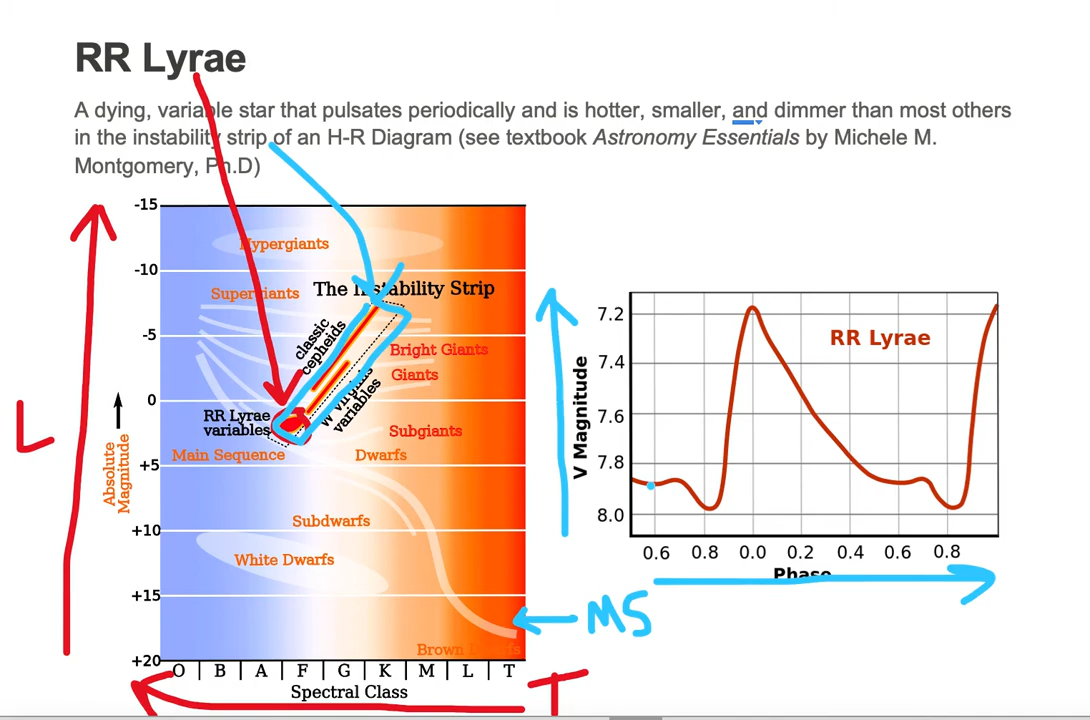 RR Lyrae
A dying, variable star that pulsates periodically and is hotter, smaller, and dimmer than most others
in the instability strip of an H-R Diagram (see textbook Astronomy Essentials by Michele M.
Montgomery, Ph.D)
-15
Hypergiants
-10
Supergiants
The Instability Strip
-5
classic
cepheids
Bright Giants
Giants
0
RR Lyrae
variables
W Virginis
variables
Subgiants
Main Sequence
Dwarfs
+5
Absolute
Magnitude
Subdwarfs
+10
White Dwarfs
+15
Brown Dwarfs
+20
O B A F G K M L T
Spectral Class
L
T
MS
RR Lyrae
V Magnitude
7.2
7.4
7.6
7.8
8.0
0.6 0.8 0.0 0.2 0.4 0.6 0.8
Phase